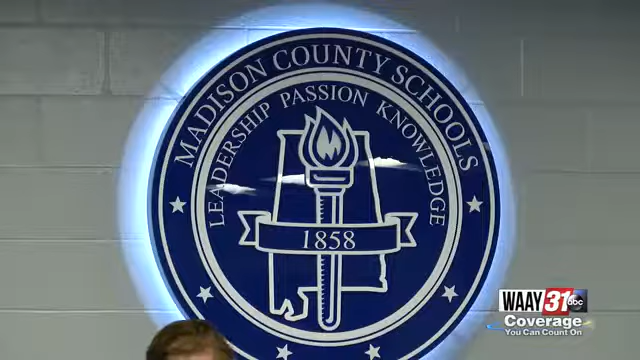 MADISON COUNTY SCHOOLS
LEADERSHIP PASSION KNOWLEDGE
1858
WAAY 31 abc
Coverage
You Can Count On